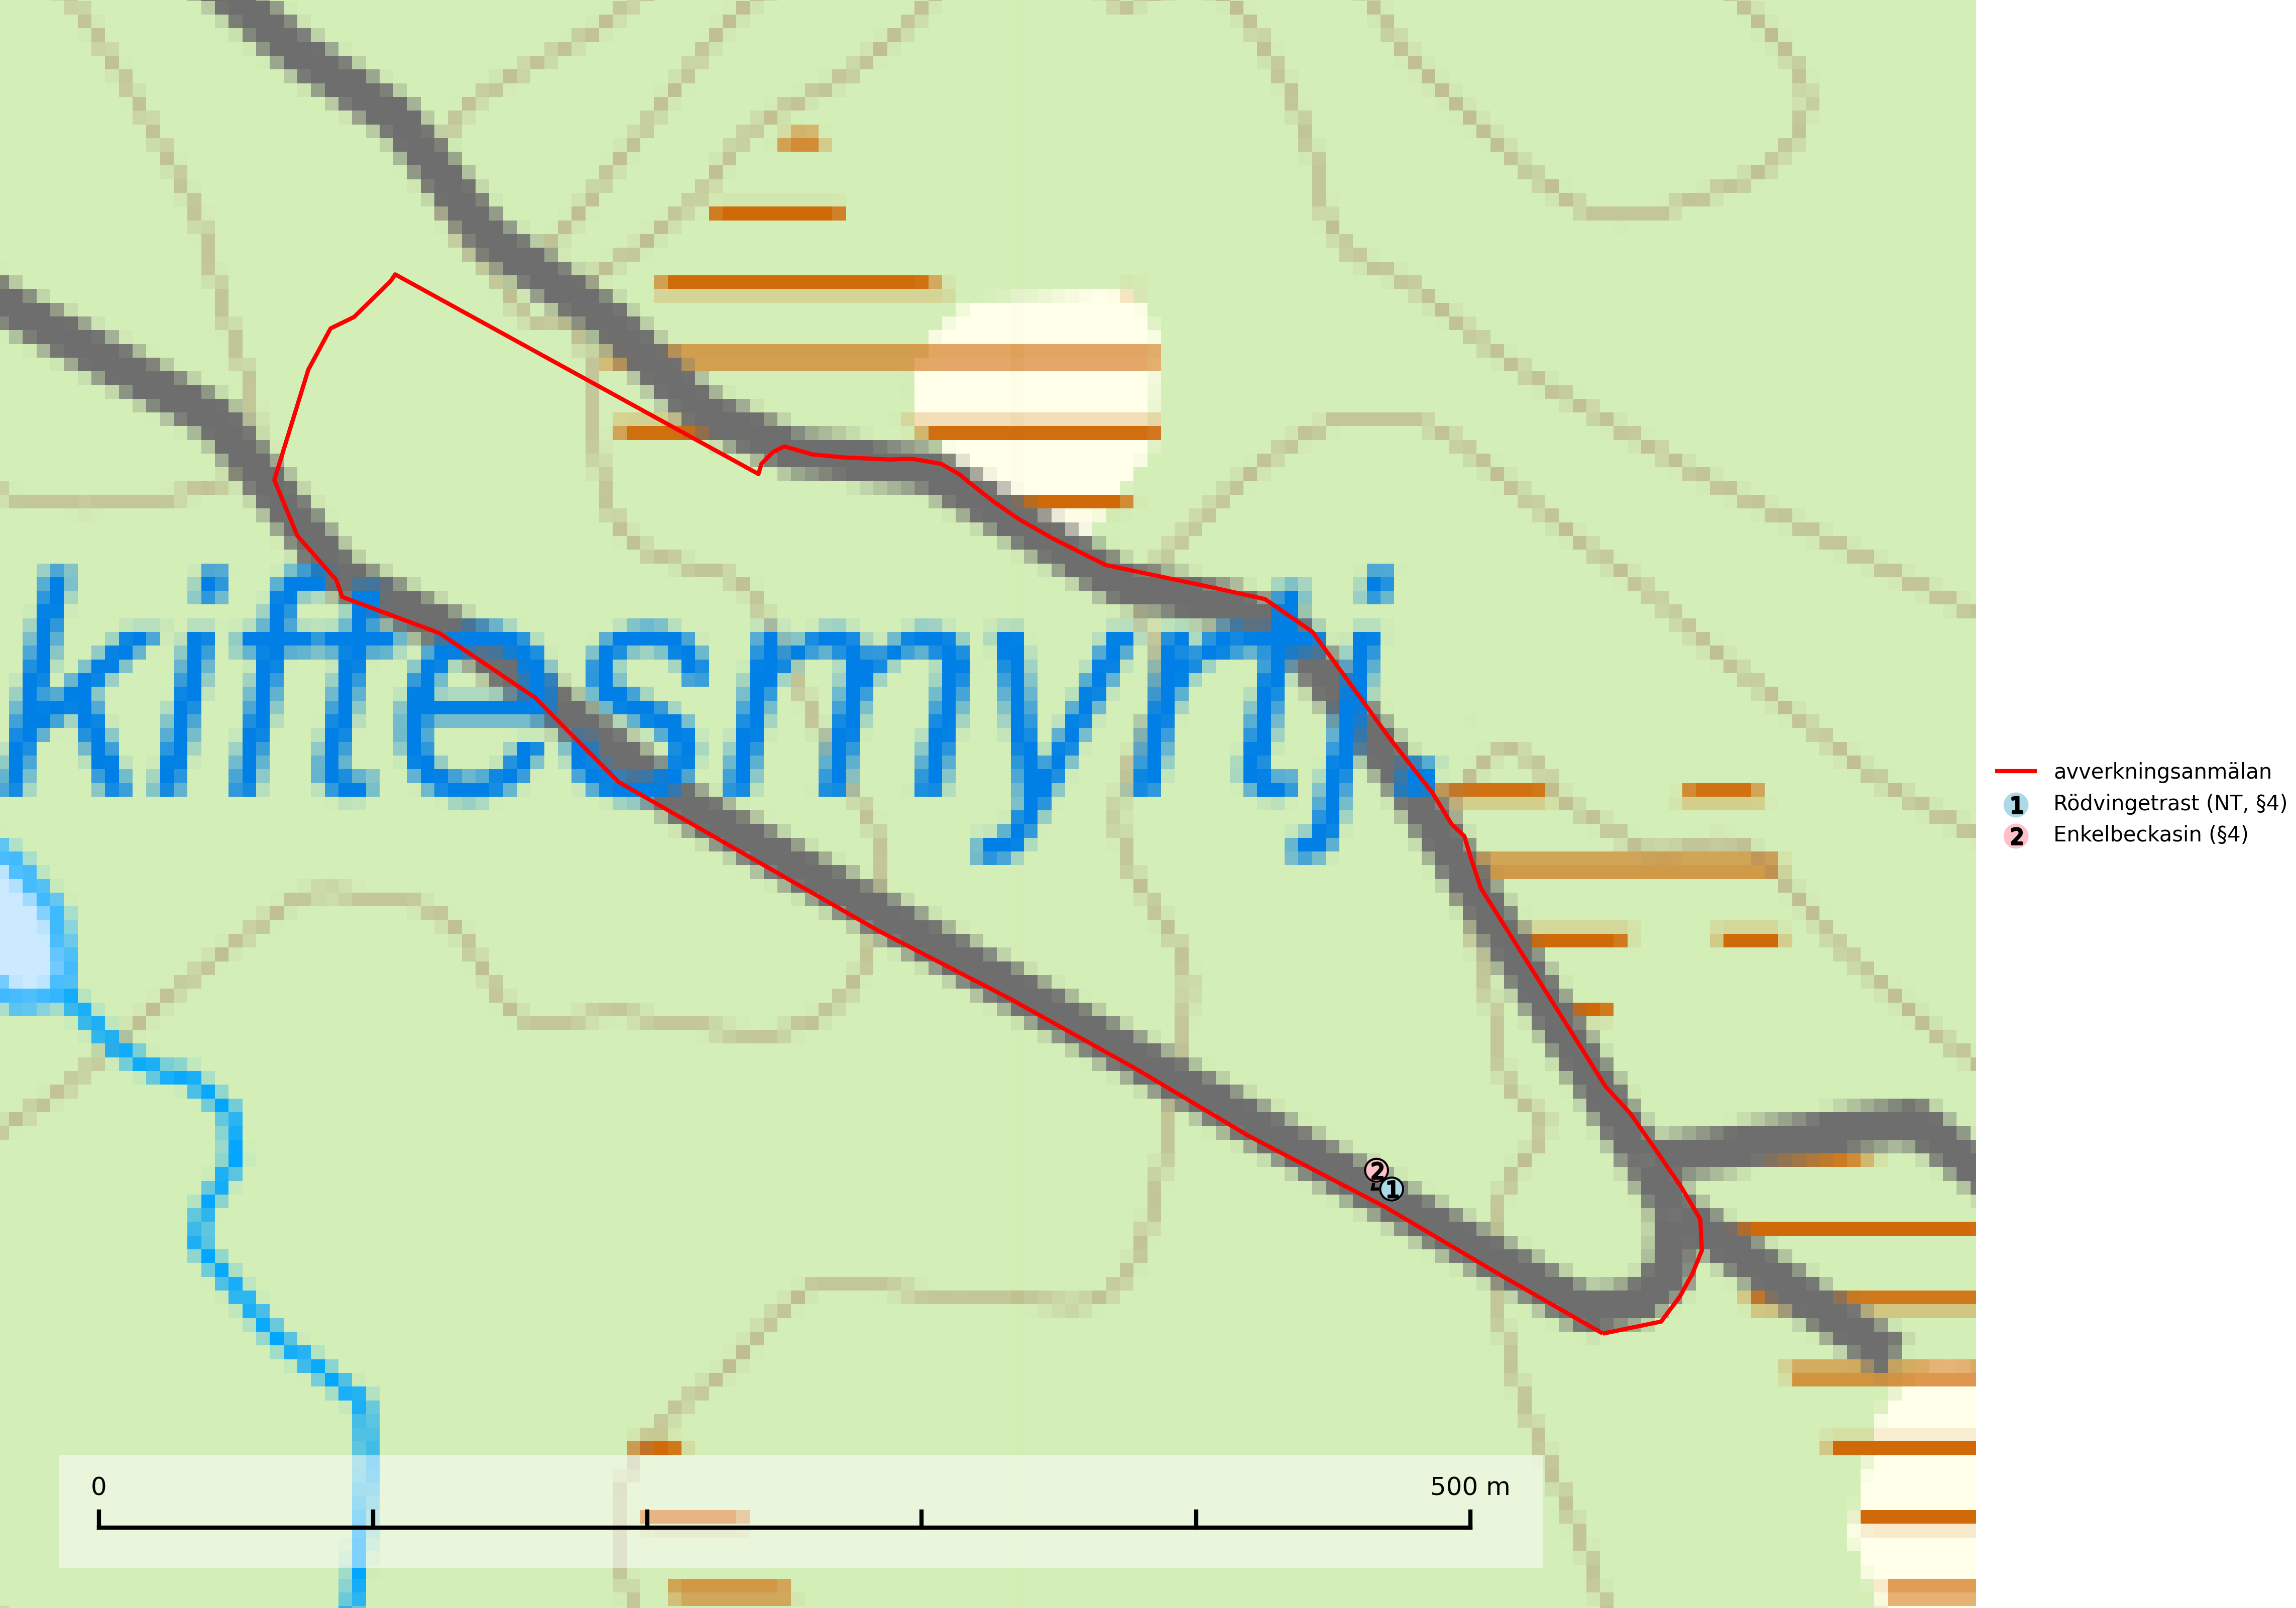 kiftesmyrtj
2
1
avverkningsanmälan
1 Rödvingetrast (NT, §4)
2 Enkelbeckasin (§4)
0 500 m